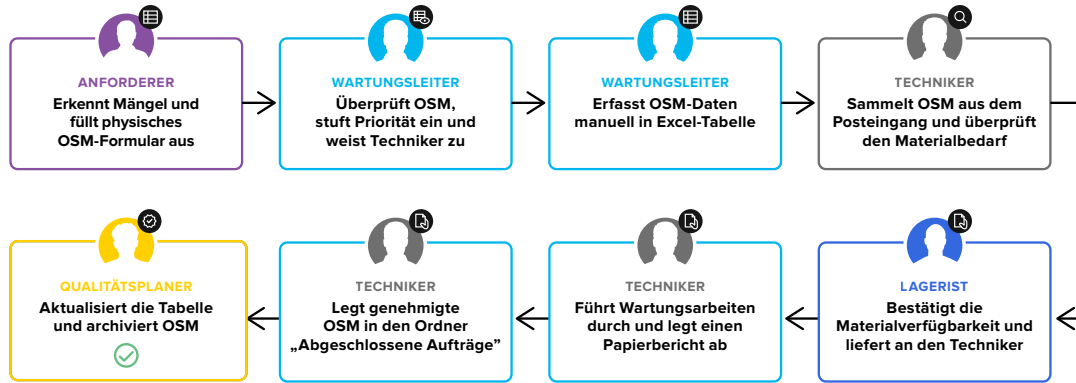 ANFORDERER
Erkennt Mängel und
füllt physisches
OSM-Formular aus
WARTUNGSLEITER
Überprüft OSM,
stuft Priorität ein und
weist Techniker zu
WARTUNGSLEITER
Erfasst OSM-Daten
manuell in Excel-Tabelle
TECHNIKER
Sammelt OSM aus dem
Posteingang und überprüft
den Materialbedarf
LAGERIST
Bestätigt die
Materialverfügbarkeit und
liefert an den Techniker
TECHNIKER
Führt Wartungsarbeiten
durch und legt einen
Papierbericht ab
TECHNIKER
Legt genehmigte
OSM in den Ordner
„Abgeschlossene Aufträge”
QUALITÄTSPLANER
Aktualisiert die Tabelle
und archiviert OSM